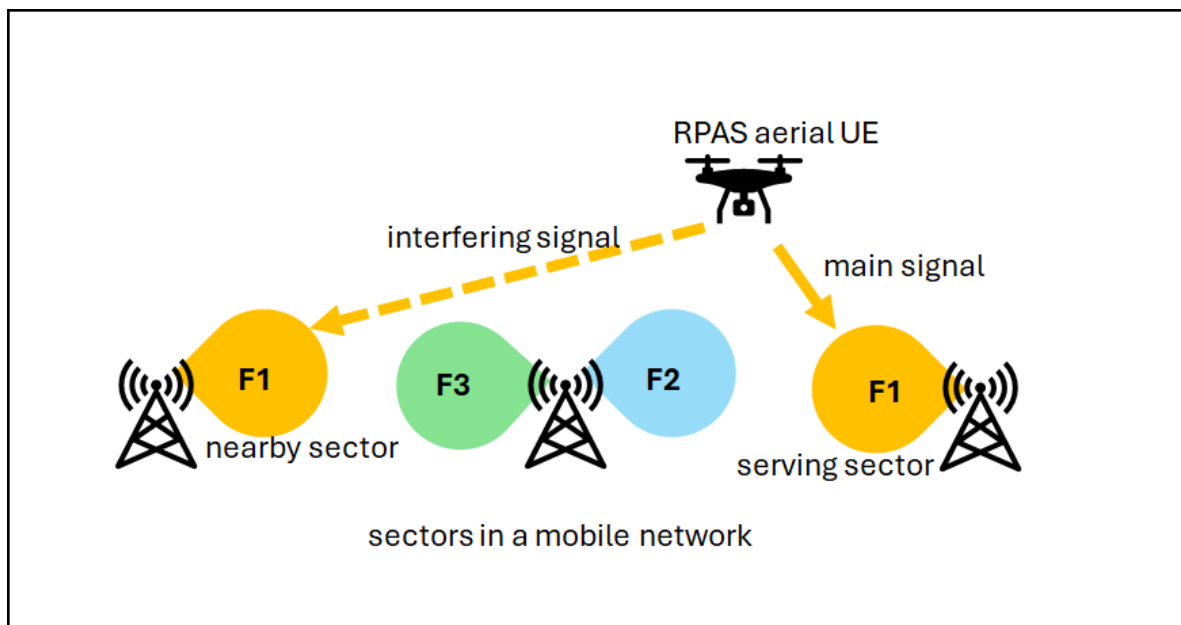 RPAS aerial UE
interfering signal
main signal
F1
F3
F2
F1
nearby sector
serving sector
sectors in a mobile network